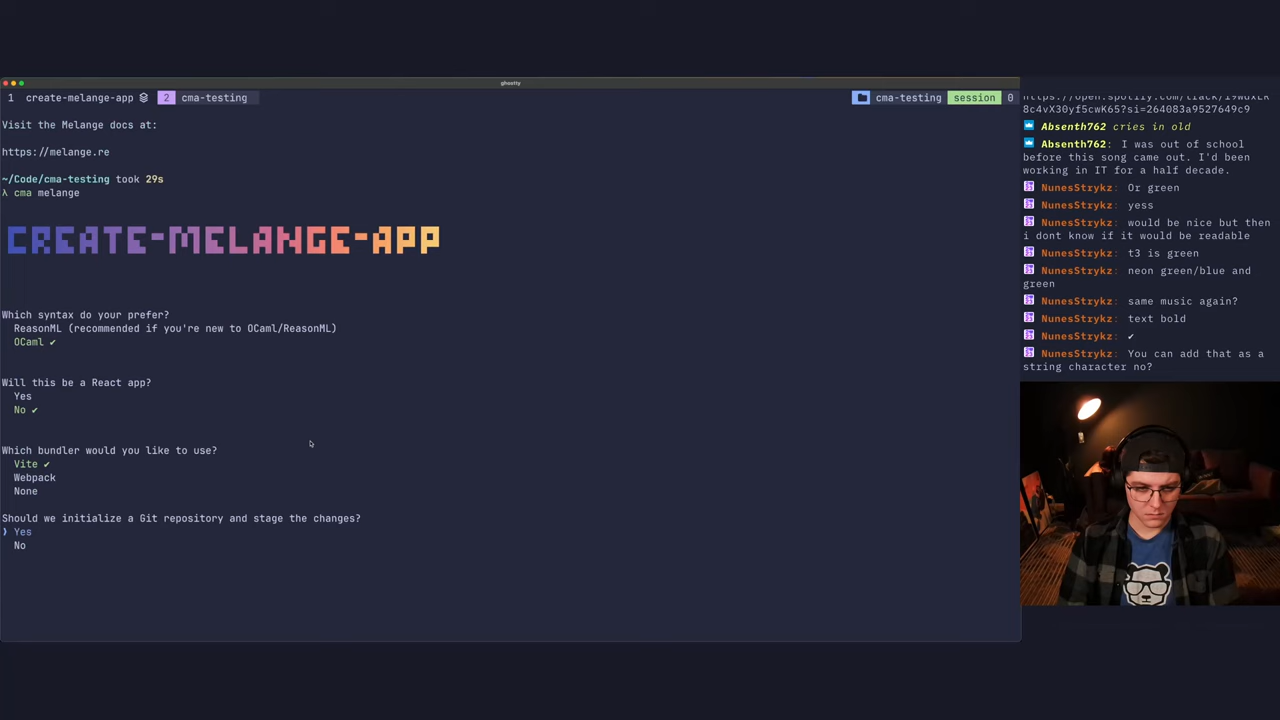 ghostty
1 create-melange-app 2 cma-testing
cma-testing session 0
Visit the Melange docs at:
https://melange.re
~/Code/cma-testing took 29s
λ cma melange
CREATE-MELANGE-APP
Which syntax do your prefer?
ReasonML (recommended if you're new to OCaml/ReasonML)
OCaml ✔
Will this be a React app?
Yes
No ✔
Which bundler would you like to use?
Vite ✔
Webpack
None
Should we initialize a Git repository and stage the changes?
❯ Yes
No
8c4vX30yf5cwK65?si=264083a9527649c9
Absenth762 cries in old
Absenth762: I was out of school
before this song came out. I'd been
working in IT for a half decade.
NunesStrykz: Or green
NunesStrykz: yess
NunesStrykz: would be nice but then
i dont know if it would be readable
NunesStrykz: t3 is green
NunesStrykz: neon green/blue and
green
NunesStrykz: same music again?
NunesStrykz: text bold
NunesStrykz: ✔
NunesStrykz: You can add that as a
string character no?